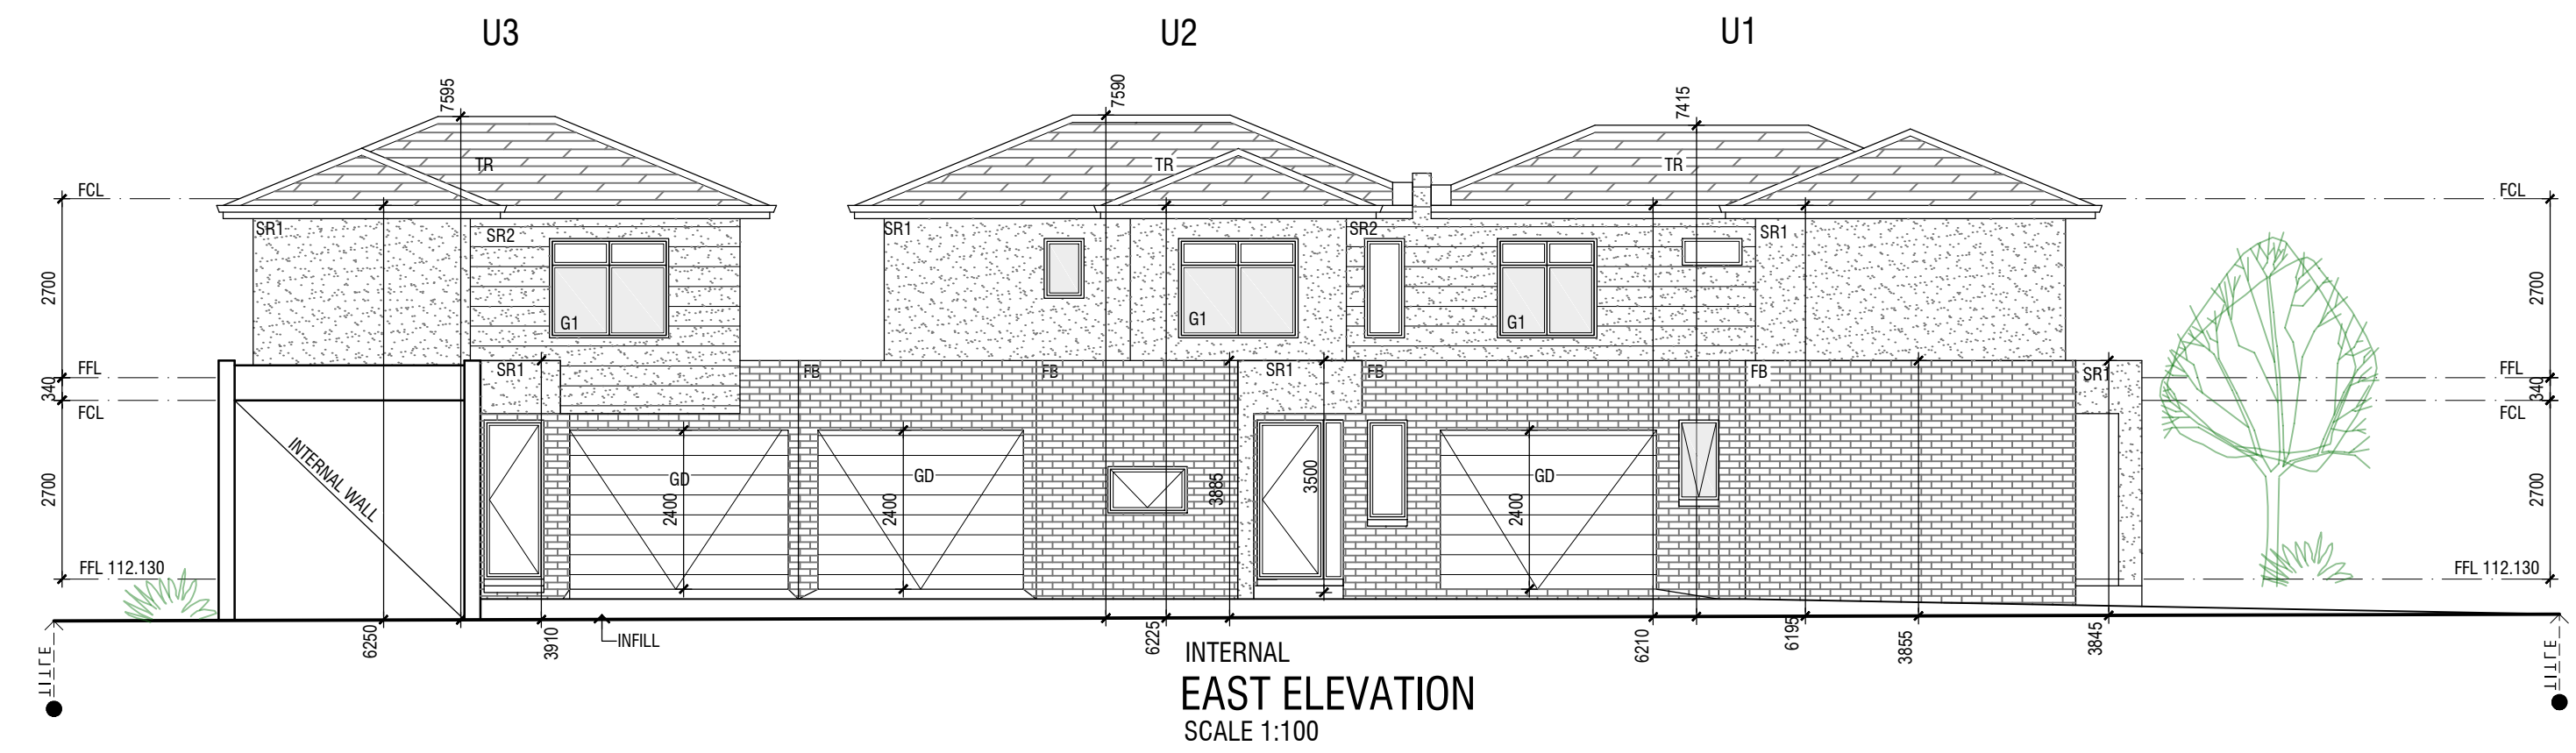 U3 U2 U1
7595 7590 7415
TR TR TR
FCL FCL
SR1 SR2 SR1 SR2 SR1
2700 2700
G1 G1 G1
FFL FFL
340 340
SR1 FB FB SR1 FB FB SR1
FCL FCL
INTERNAL WALL
GD GD GD
2700 2400 2400 3885 3500 2400 2700
FFL 112.130 FFL 112.130
6250 3910 INFILL 6225 6210 6195 3855 3845
TITLE TITLE
INTERNAL
EAST ELEVATION
SCALE 1:100